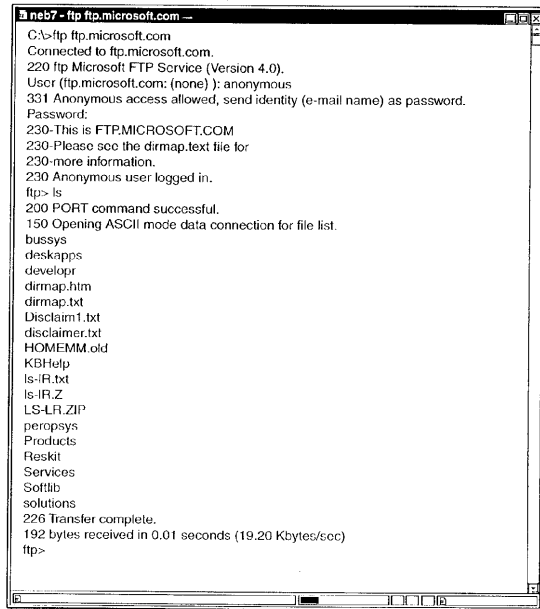 neb7 - ftp ftp.microsoft.com —
C:\>ftp ftp.microsoft.com
Connected to ftp.microsoft.com.
220 ftp Microsoft FTP Service (Version 4.0).
User (ftp.microsoft.com: (none) ): anonymous
331 Anonymous access allowed, send identity (e-mail name) as password.
Password:
230-This is FTP.MICROSOFT.COM
230-Please see the dirmap.text file for
230-more information.
230 Anonymous user logged in.
ftp> ls
200 PORT command successful.
150 Opening ASCII mode data connection for file list.
bussys
deskapps
developr
dirmap.htm
dirmap.txt
Disclaim1.txt
disclaimer.txt
HOMEMM.old
KBHelp
ls-lR.txt
ls-lR.Z
LS-LR.ZIP
peropsys
Products
Reskit
Services
Softlib
solutions
226 Transfer complete.
192 bytes received in 0.01 seconds (19.20 Kbytes/sec)
ftp>